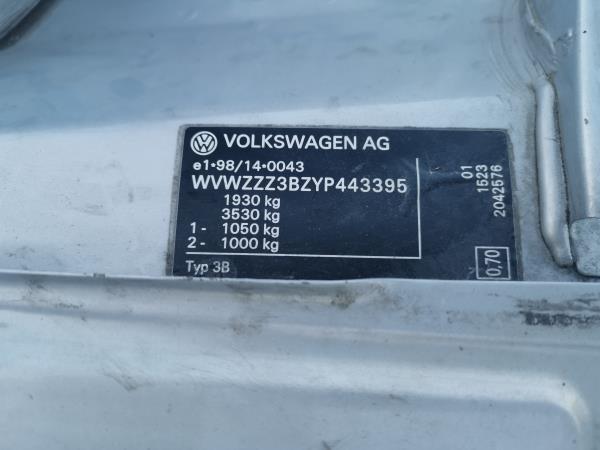 VOLKSWAGEN AG
e1•98/14•0043
WVWZZZ3BZYP443395
1930 kg
3530 kg
1 - 1050 kg
2 - 1000 kg
Typ 3B
01
1523
2042576
0,70